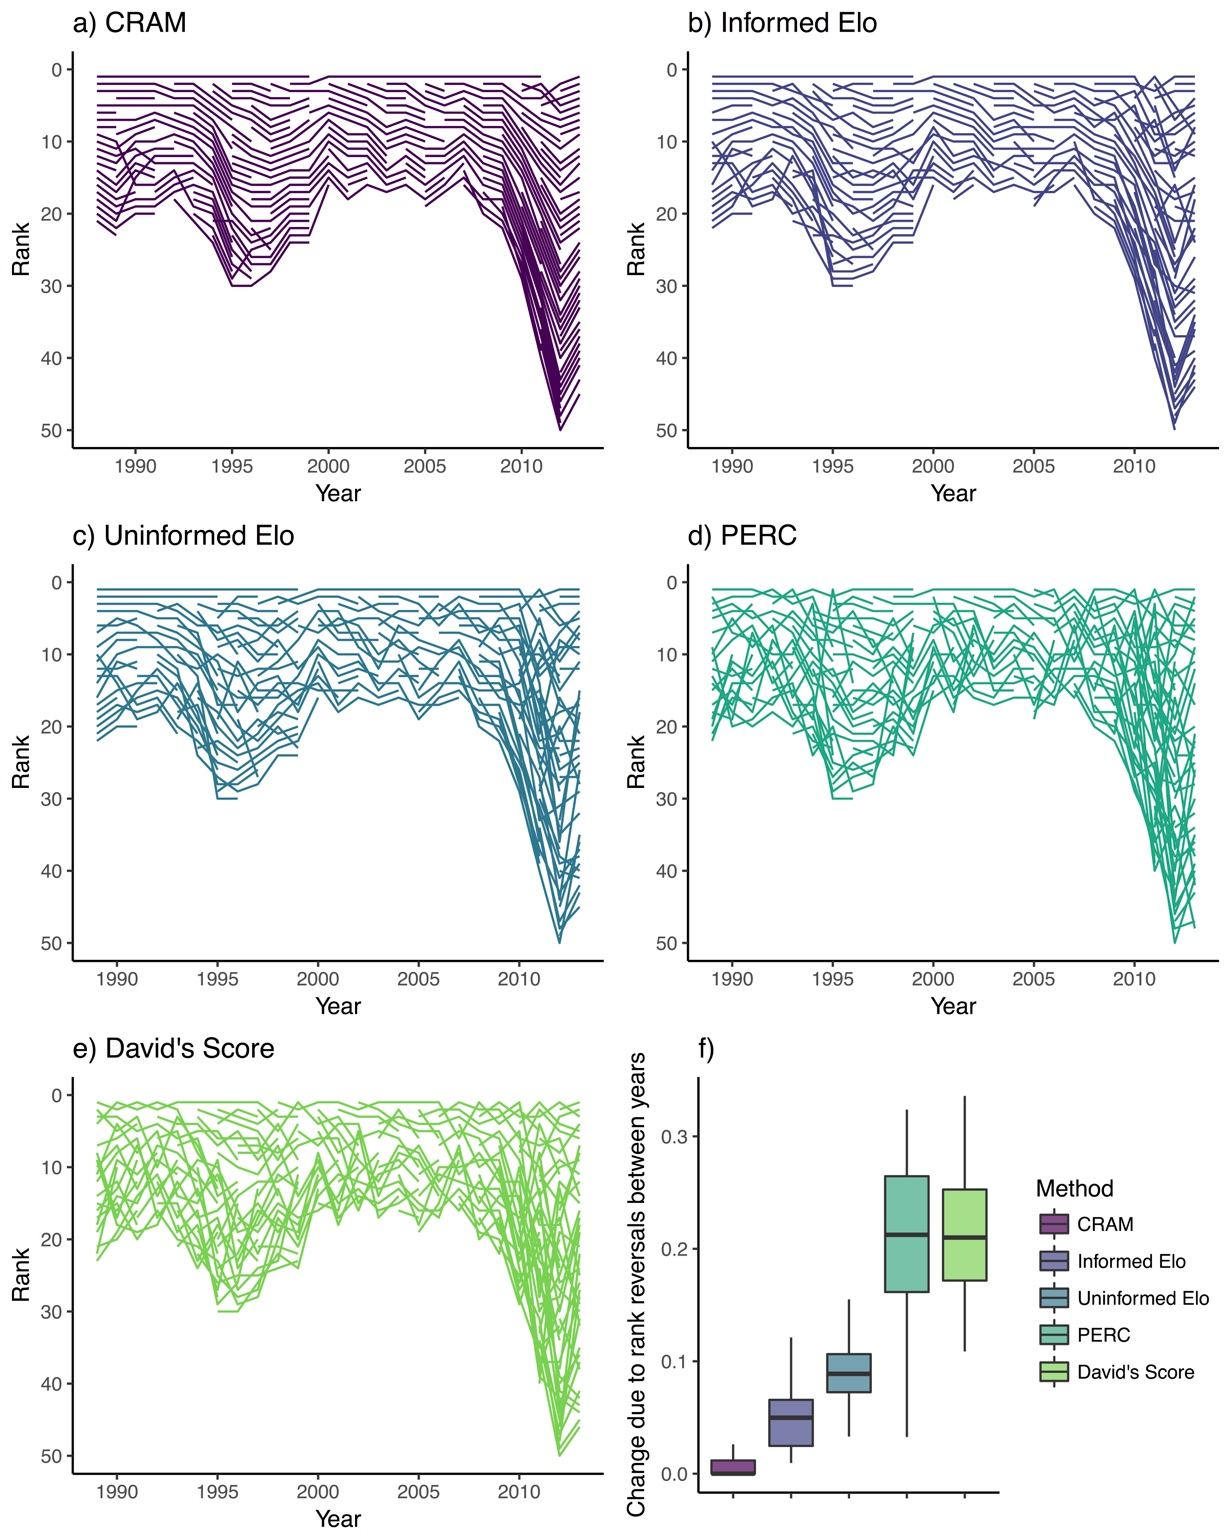 a) CRAM
0
10
20
30
40
50
Rank
1990 1995 2000 2005 2010
Year
b) Informed Elo
0
10
20
30
40
50
Rank
1990 1995 2000 2005 2010
Year
c) Uninformed Elo
0
10
20
30
40
50
Rank
1990 1995 2000 2005 2010
Year
d) PERC
0
10
20
30
40
50
Rank
1990 1995 2000 2005 2010
Year
e) David's Score
0
10
20
30
40
50
Rank
1990 1995 2000 2005 2010
Year
f)
Change due to rank reversals between years
0.3
0.2
0.1
0.0
Method
CRAM
Informed Elo
Uninformed Elo
PERC
David's Score